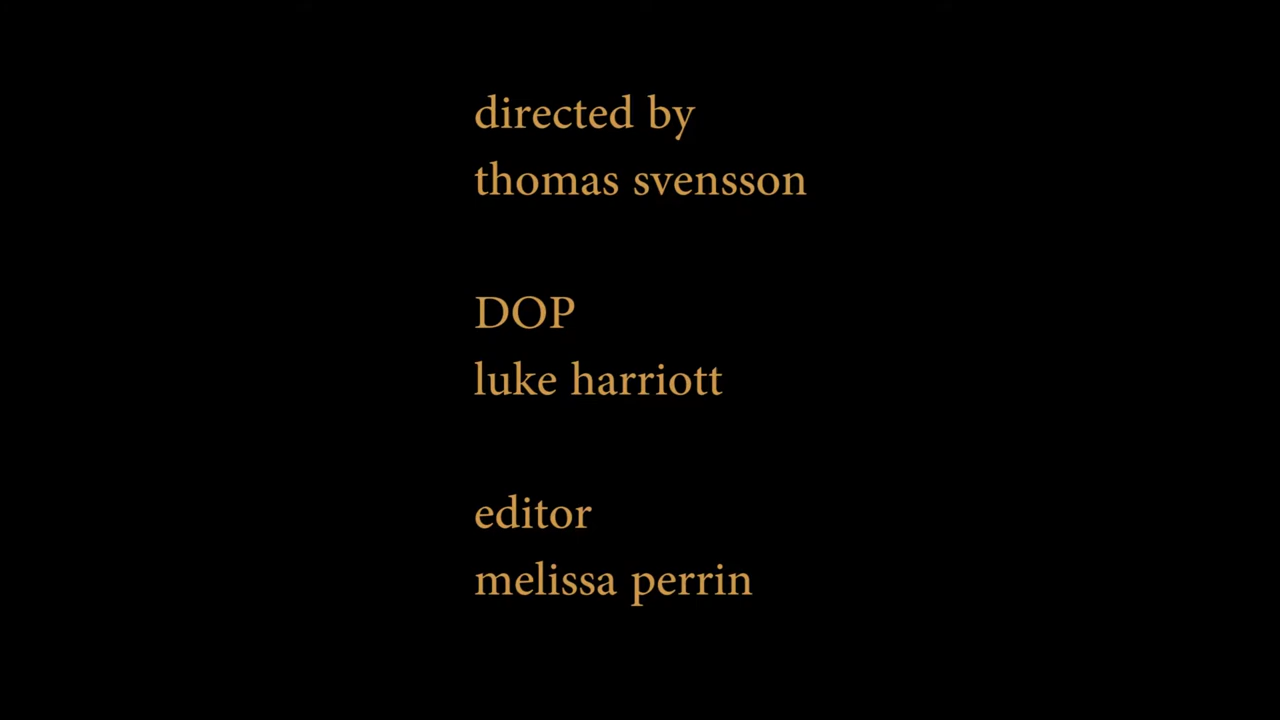 directed by
thomas svensson
DOP
luke harriott
editor
melissa perrin